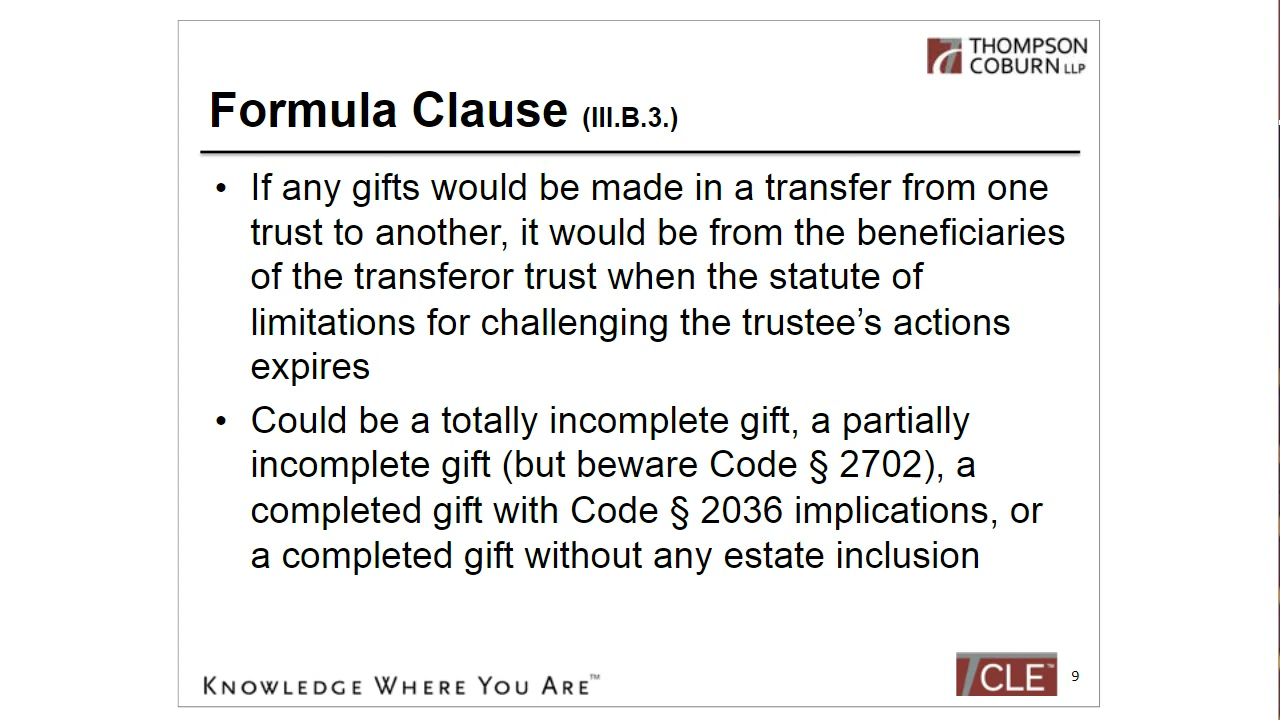 THOMPSON
COBURN LLP
Formula Clause (III.B.3.)
• If any gifts would be made in a transfer from one
trust to another, it would be from the beneficiaries
of the transferor trust when the statute of
limitations for challenging the trustee’s actions
expires
• Could be a totally incomplete gift, a partially
incomplete gift (but beware Code § 2702), a
completed gift with Code § 2036 implications, or
a completed gift without any estate inclusion
KNOWLEDGE WHERE YOU ARE™
TCLE™
9